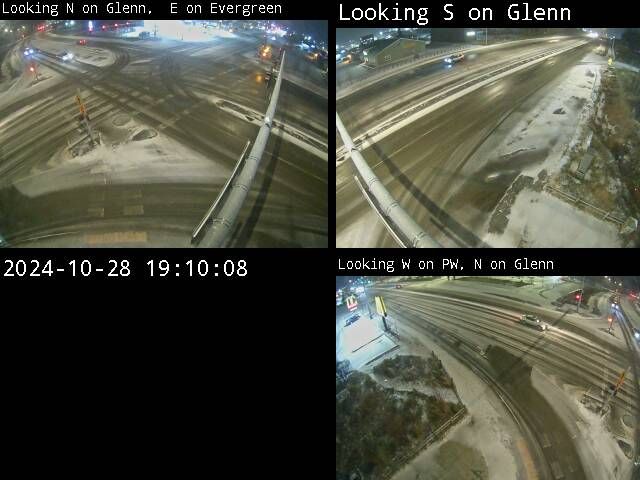 Looking N on Glenn,  E on Evergreen
Looking S on Glenn
2024-10-28 19:10:08
Looking W on PW, N on Glenn